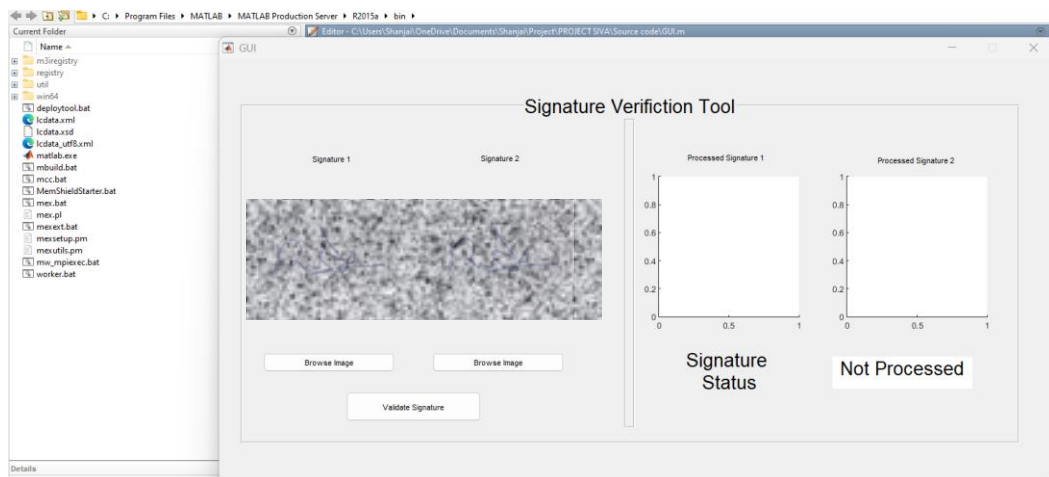 C: ▸ Program Files ▸ MATLAB ▸ MATLAB Production Server ▸ R2015a ▸ bin ▸
Current Folder
Name
m3iregistry
registry
util
win64
deploytool.bat
lcdata.xml
lcdata.xsd
lcdata_utf8.xml
matlab.exe
mbuild.bat
mcc.bat
MemShieldStarter.bat
mex.bat
mex.pl
mexext.bat
mexsetup.pm
mexutils.pm
mw_mpiexec.bat
worker.bat
Details
Editor - C:\Users\Shanjai\OneDrive\Documents\Shanjai\Project\PROJECT SIVA\Source code\GUI.m
GUI
Signature Verifiction Tool
Signature 1
Signature 2
Browse Image
Browse Image
Validate Signature
Processed Signature 1
1
0.8
0.6
0.4
0.2
0
0 0.5 1
Processed Signature 2
1
0.8
0.6
0.4
0.2
0
0 0.5 1
Signature
Status
Not Processed